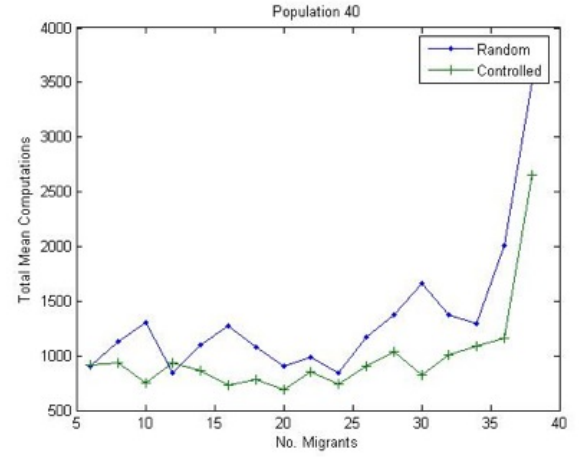 Population 40
Random
Controlled
Total Mean Computations
4000
3500
3000
2500
2000
1500
1000
500
5 10 15 20 25 30 35 40
No. Migrants